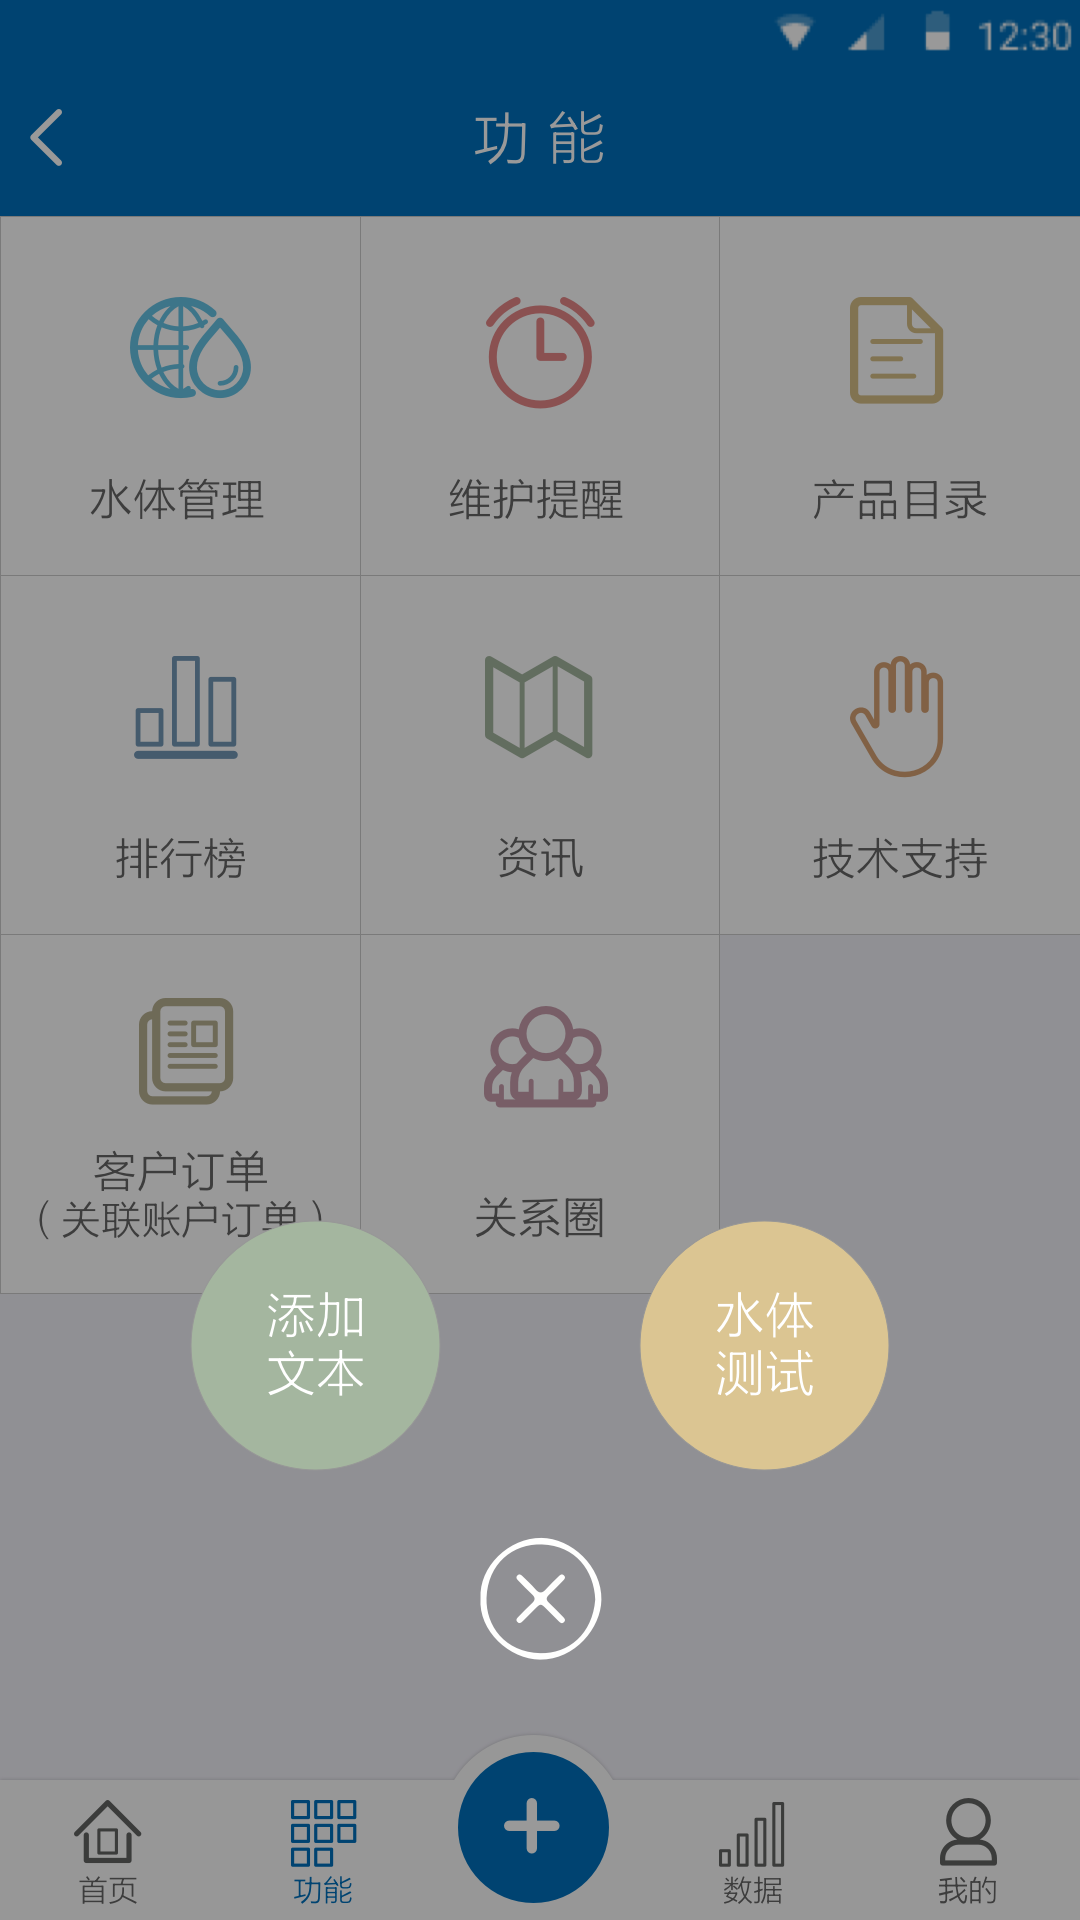 12:30
功能
水体管理
维护提醒
产品目录
排行榜
资讯
技术支持
客户订单
（关联账户订单）
关系圈
添加
文本
水体
测试
首页
功能
数据
我的